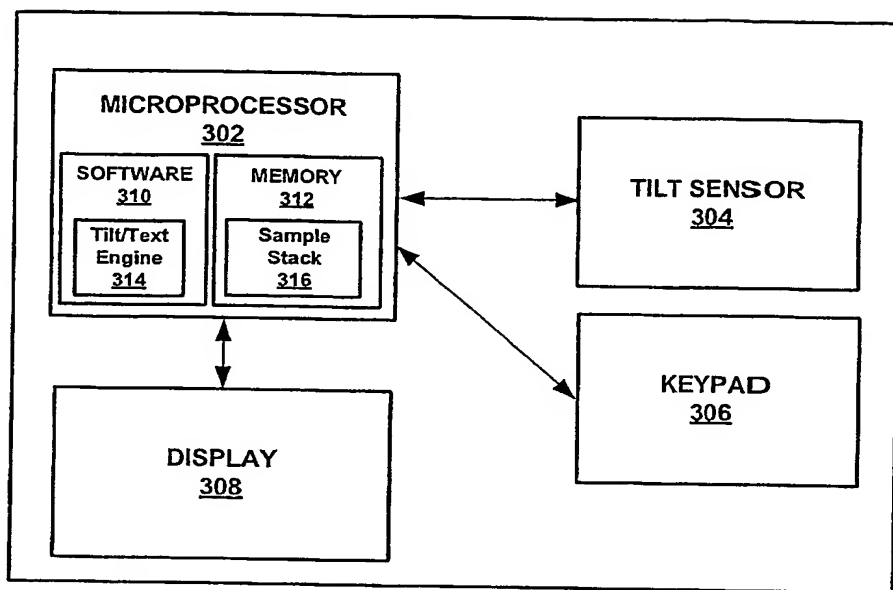 MICROPROCESSOR
302
SOFTWARE
310
Tilt/Text
Engine
314
MEMORY
312
Sample
Stack
316
TILT SENSOR
304
KEYPAD
306
DISPLAY
308